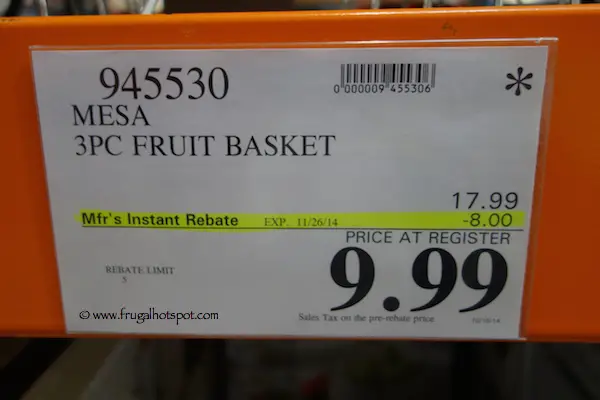 945530
0 000009 455306
*
MESA
3PC FRUIT BASKET
17.99
Mfr's Instant Rebate EXP. 11/26/14 -8.00
PRICE AT REGISTER
9.99
REBATE LIMIT
3
Sales Tax on the pre-rebate price
© www.frugalhotspot.com